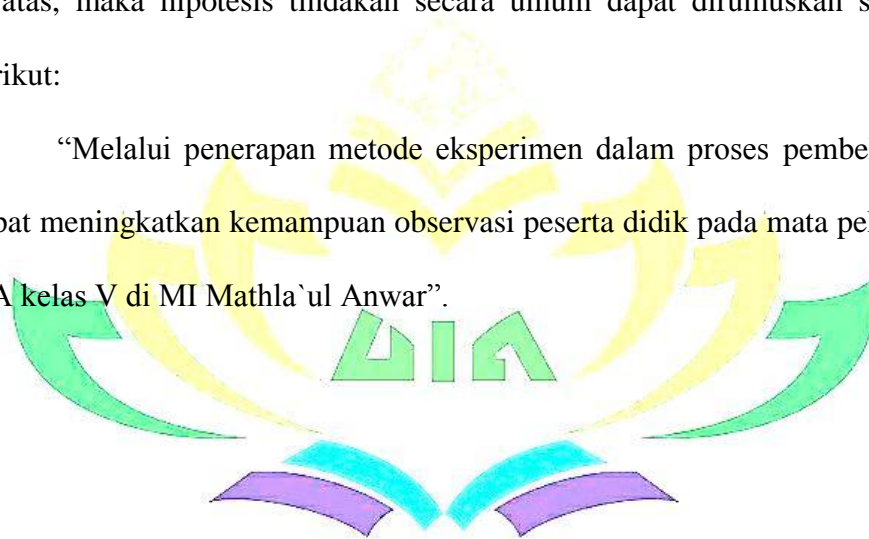 atas, maka hipotesis tindakan secara umum dapat dirumuskan s
rikut:
“Melalui penerapan metode eksperimen dalam proses pembe
pat meningkatkan kemampuan observasi peserta didik pada mata pel
A kelas V di MI Mathla`ul Anwar”.
UIN